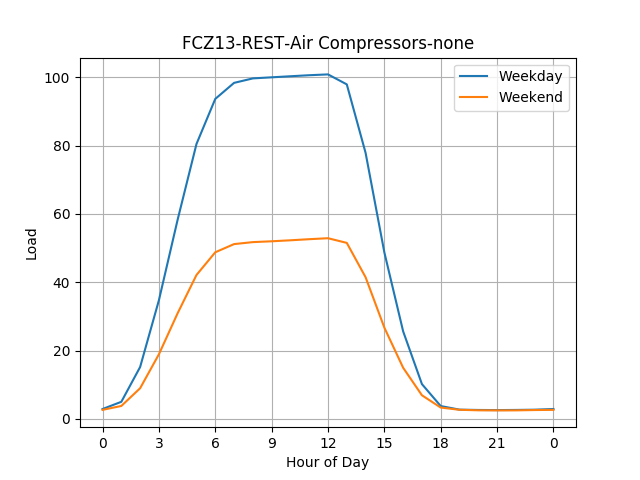 FCZ13-REST-Air Compressors-none
Weekday
Weekend
100
80
60
40
20
0
Load
0 3 6 9 12 15 18 21 0
Hour of Day